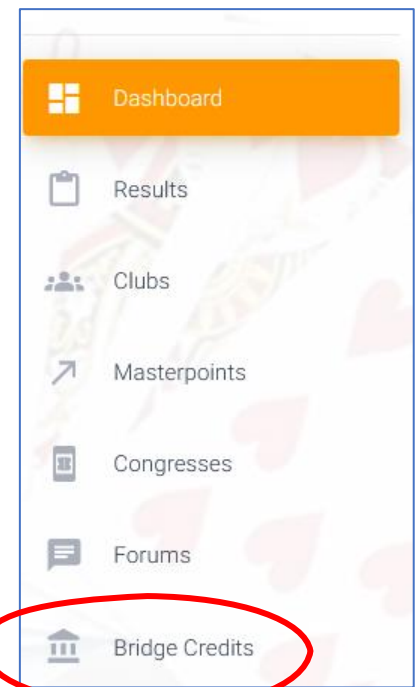 Dashboard
Results
Clubs
Masterpoints
Congresses
Forums
Bridge Credits